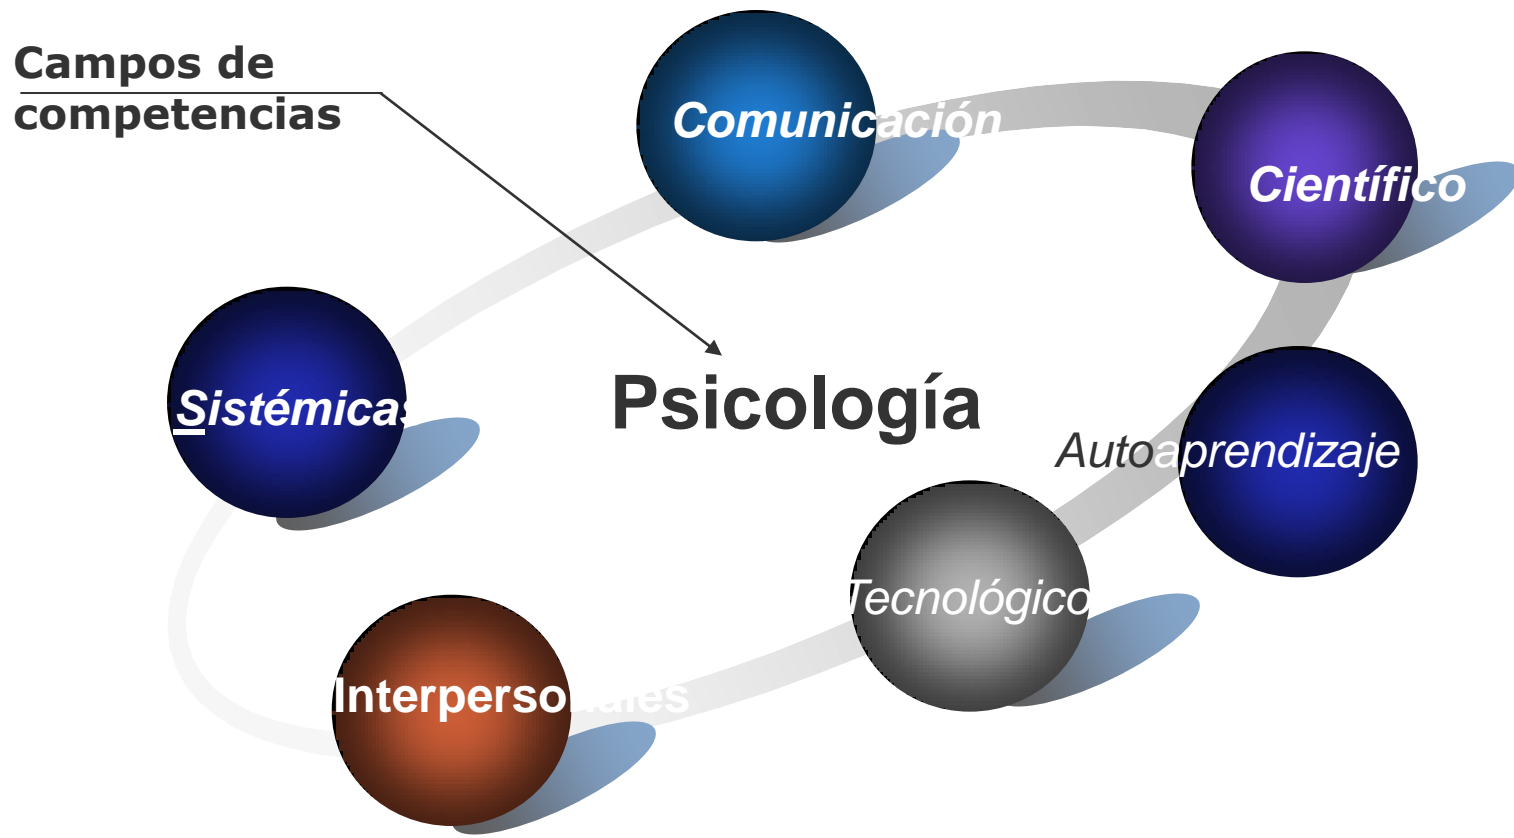 Campos de
competencias
Comunicación
Científico
Sistémicas
Psicología
Autoaprendizaje
Tecnológico
Interpersonales